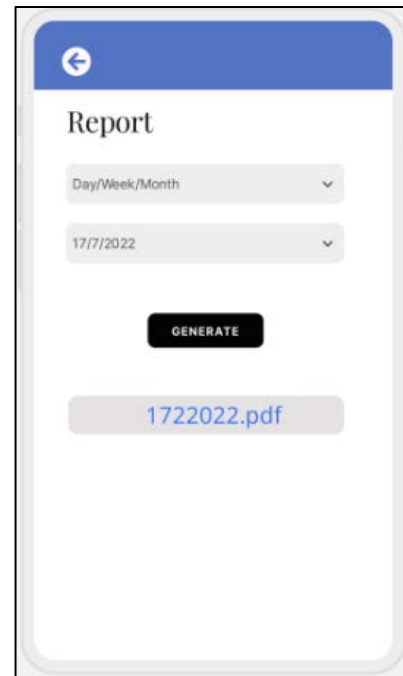 Report
Day/Week/Month
17/7/2022
GENERATE
1722022.pdf